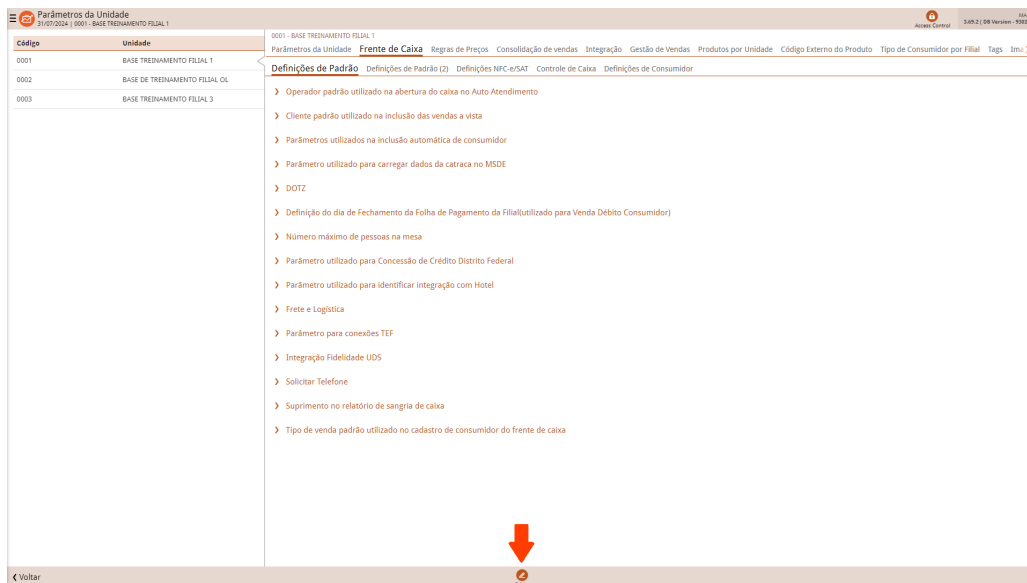 Parâmetros da Unidade
31/07/2024 | 0001 - BASE TREINAMENTO FILIAL 1
Access Control
3.69.2 | DB Version - 9302
Código Unidade
0001 BASE TREINAMENTO FILIAL 1
0002 BASE DE TREINAMENTO FILIAL OL
0003 BASE TREINAMENTO FILIAL 3
0001 - BASE TREINAMENTO FILIAL 1
Parâmetros da Unidade Frente de Caixa Regras de Preços Consolidação de vendas Integração Gestão de Vendas Produtos por Unidade Código Externo do Produto Tipo de Consumidor por Filial Tags
Definições de Padrão Definições de Padrão (2) Definições NFC-e/SAT Controle de Caixa Definições de Consumidor
Operador padrão utilizado na abertura do caixa no Auto Atendimento
Cliente padrão utilizado na inclusão das vendas a vista
Parâmetros utilizados na inclusão automática de consumidor
Parâmetro utilizado para carregar dados da catraca no MSDE
DOTZ
Definição do dia de Fechamento da Folha de Pagamento da Filial(utilizado para Venda Débito Consumidor)
Número máximo de pessoas na mesa
Parâmetro utilizado para Concessão de Crédito Distrito Federal
Parâmetro utilizado para identificar integração com Hotel
Frete e Logística
Parâmetro para conexões TEF
Integração Fidelidade UDS
Solicitar Telefone
Suprimento no relatório de sangria de caixa
Tipo de venda padrão utilizado no cadastro de consumidor do frente de caixa
Voltar